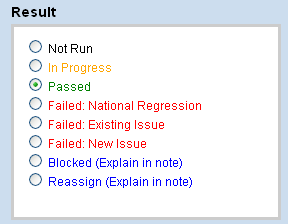 Result
Not Run
In Progress
Passed
Failed: National Regression
Failed: Existing Issue
Failed: New Issue
Blocked (Explain in note)
Reassign (Explain in note)